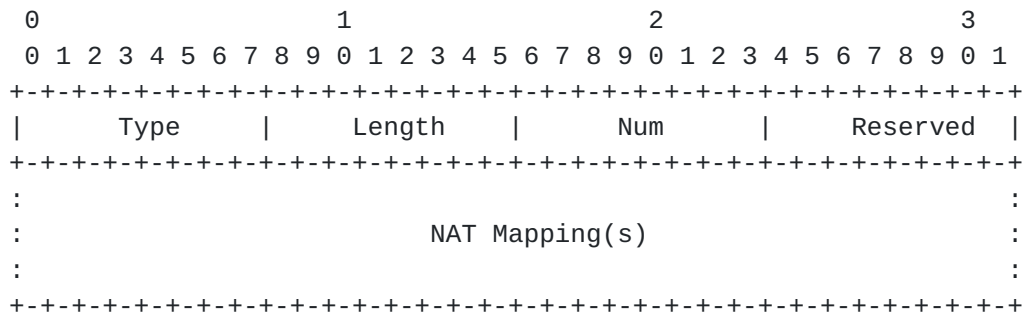 0                   1                   2                   3
 0 1 2 3 4 5 6 7 8 9 0 1 2 3 4 5 6 7 8 9 0 1 2 3 4 5 6 7 8 9 0 1
+-+-+-+-+-+-+-+-+-+-+-+-+-+-+-+-+-+-+-+-+-+-+-+-+-+-+-+-+-+-+-+-+
|      Type     |     Length    |      Num      |     Reserved  |
+-+-+-+-+-+-+-+-+-+-+-+-+-+-+-+-+-+-+-+-+-+-+-+-+-+-+-+-+-+-+-+-+
:                                                               :
:                          NAT Mapping(s)                       :
:                                                               :
+-+-+-+-+-+-+-+-+-+-+-+-+-+-+-+-+-+-+-+-+-+-+-+-+-+-+-+-+-+-+-+-+